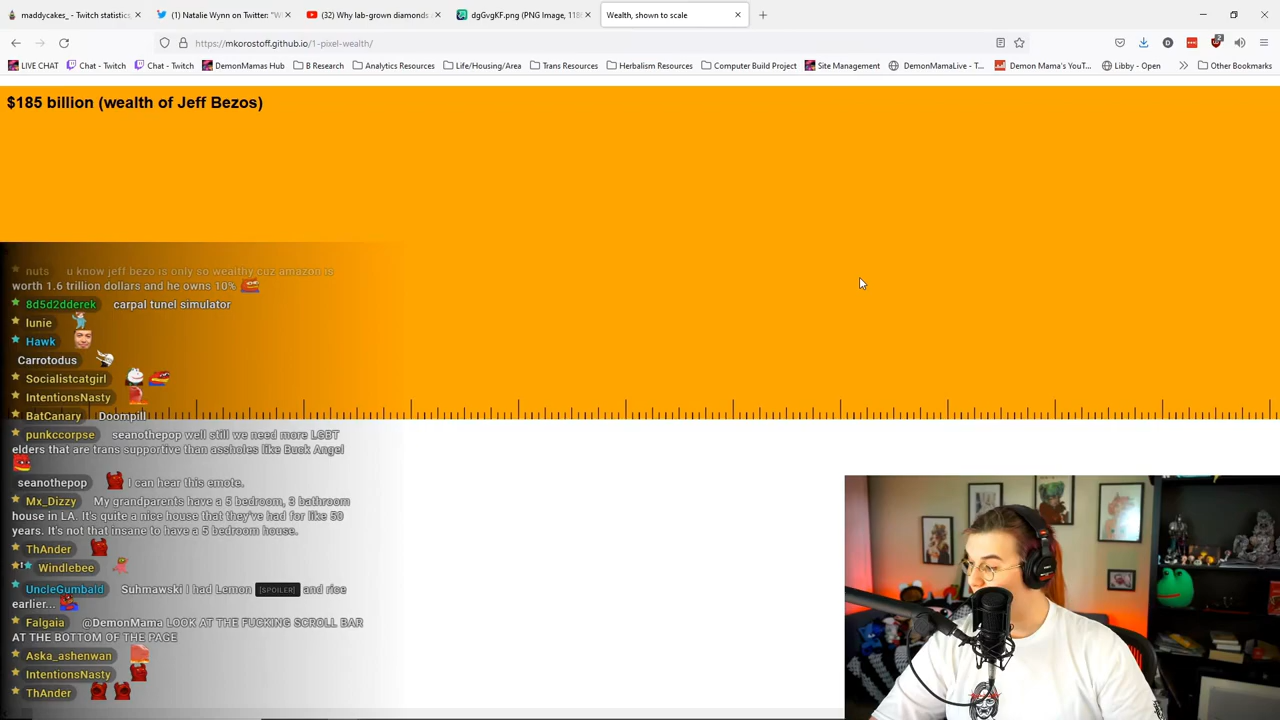 maddycakes_ - Twitch statistics,
(1) Natalie Wynn on Twitter: "W
(32) Why lab-grown diamonds
dgGvgKF.png (PNG Image, 118
Wealth, shown to scale
https://mkorostoff.github.io/1-pixel-wealth/
LIVE CHAT
Chat - Twitch
Chat - Twitch
DemonMamas Hub
B Research
Analytics Resources
Life/Housing/Area
Trans Resources
Herbalism Resources
Computer Build Project
Site Management
DemonMamaLive - T...
Demon Mama's YouT...
Libby - Open
Other Bookmarks
$185 billion (wealth of Jeff Bezos)
nuts u know jeff bezo is only so wealthy cuz amazon is
worth 1.6 trillion dollars and he owns 10%
8d5d2dderek carpal tunel simulator
lunie
Hawk
Carrotodus
Socialistcatgirl
IntentionsNasty
BatCanary Doompill
punkccorpse seanothepop well still we need more LGBT
elders that are trans supportive than assholes like Buck Angel
seanothepop I can hear this emote.
Mx_Dizzy My grandparents have a 5 bedroom, 3 bathroom
house in LA. It's quite a nice house that they've had for like 50
years. It's not that insane to have a 5 bedroom house.
ThAnder
Windlebee
UncleGumbald Suhmawski I had Lemon [SPOILER] and rice
earlier...
Falgaia @DemonMama LOOK AT THE FUCKING SCROLL BAR
AT THE BOTTOM OF THE PAGE
Aska_ashenwan
IntentionsNasty
ThAnder